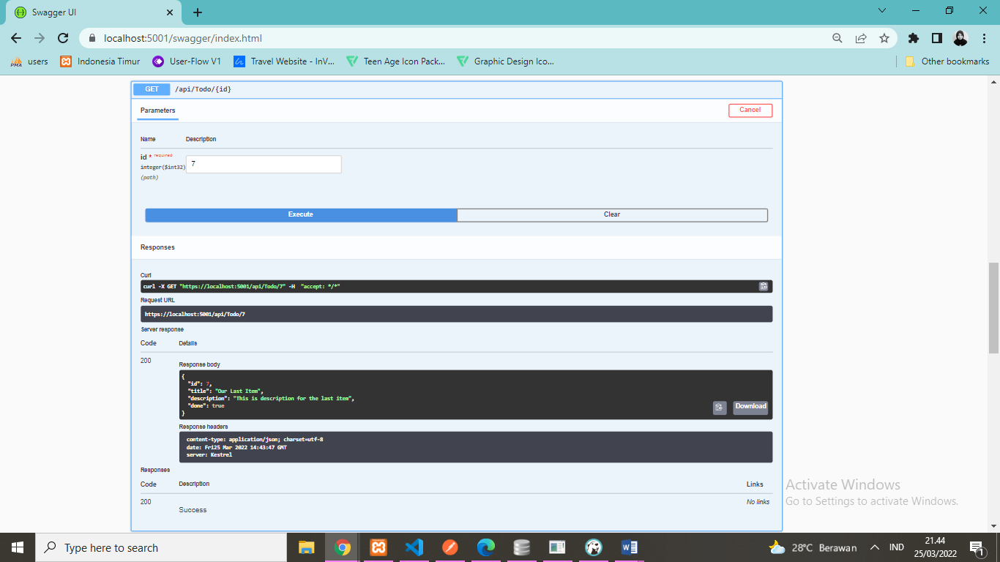 Swagger UI
localhost:5001/swagger/index.html
users
Indonesia Timur
User-Flow V1
Travel Website - InV...
Teen Age Icon Pack...
Graphic Design Ico...
Other bookmarks
GET /api/Todo/{id}
Parameters
Cancel
Name Description
id * required
integer($int32)
(path)
7
Execute
Clear
Responses
Curl
curl -X GET "https://localhost:5001/api/Todo/7" -H  "accept: */*"
Request URL
https://localhost:5001/api/Todo/7
Server response
Code Details
200
Response body
{
  "id": 7,
  "title": "Our Last Item",
  "description": "This is description for the last item",
  "done": true
}
Download
Response headers
content-type: application/json; charset=utf-8
date: Fri25 Mar 2022 14:43:47 GMT
server: Kestrel
Responses
Code Description Links
200
Success
No links
Activate Windows
Go to Settings to activate Windows.
Type here to search
28°C Berawan
IND
21.44
25/03/2022
1
PMA